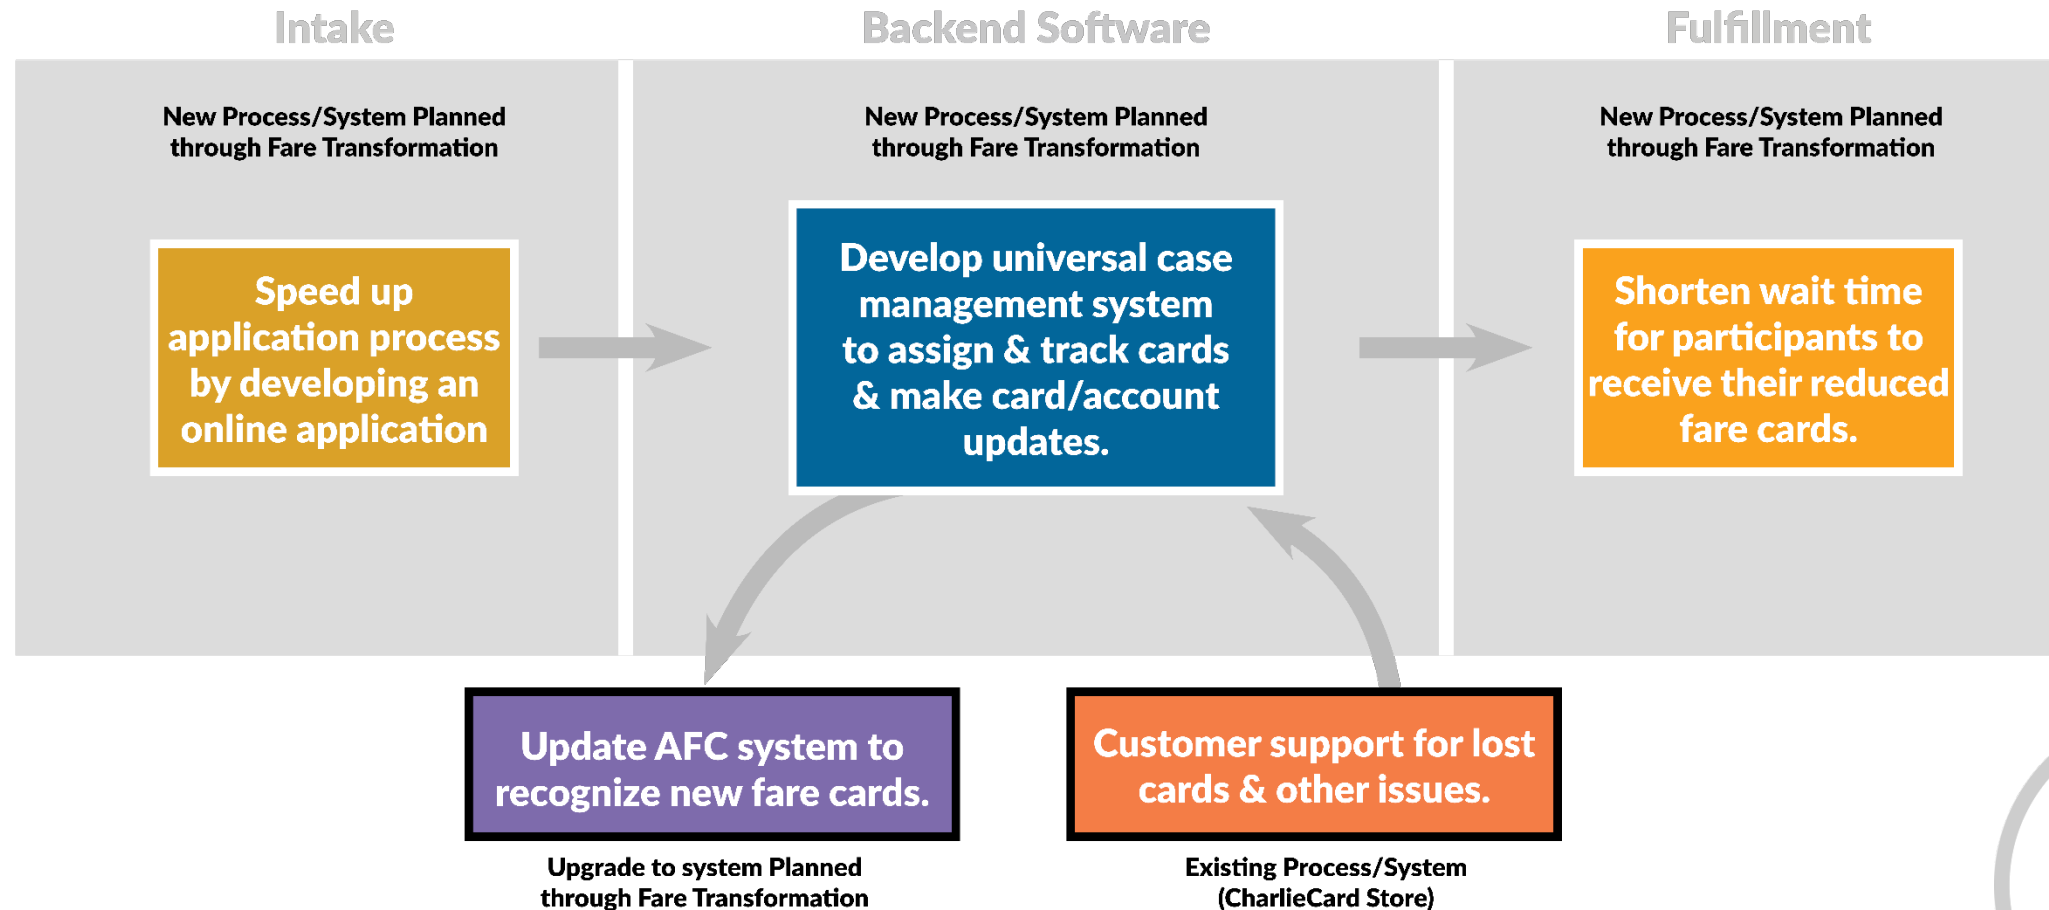 Intake
Backend Software
Fulfillment
New Process/System Planned
through Fare Transformation
New Process/System Planned
through Fare Transformation
New Process/System Planned
through Fare Transformation
Speed up
application process
by developing an
online application
Develop universal case
management system
to assign & track cards
& make card/account
updates.
Shorten wait time
for participants to
receive their reduced
fare cards.
Update AFC system to
recognize new fare cards.
Upgrade to system Planned
through Fare Transformation
Customer support for lost
cards & other issues.
Existing Process/System
(CharlieCard Store)